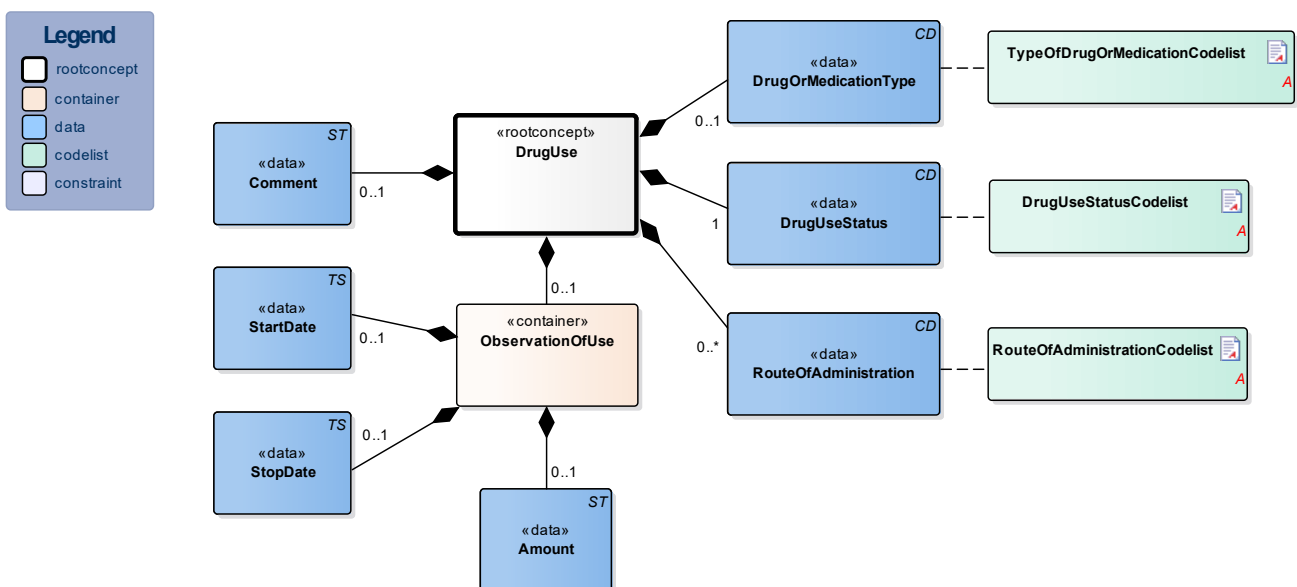 Legend
rootconcept
container
data
codelist
constraint
ST
«data»
Comment
0..1
«rootconcept»
DrugUse
CD
«data»
DrugOrMedicationType
0..1
TypeOfDrugOrMedicationCodelist
A
CD
«data»
DrugUseStatus
1
DrugUseStatusCodelist
A
TS
«data»
StartDate
0..1
0..1
«container»
ObservationOfUse
CD
«data»
RouteOfAdministration
0..*
RouteOfAdministrationCodelist
A
TS
«data»
StopDate
0..1
0..1
ST
«data»
Amount